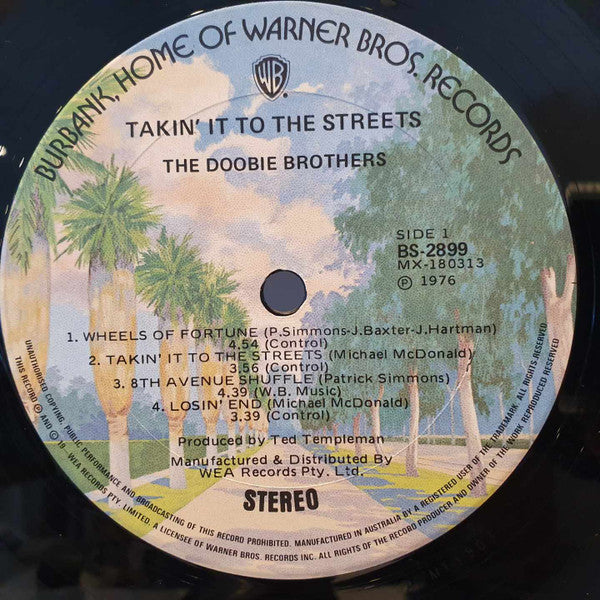 BURBANK, HOME OF WARNER BROS. RECORDS
WB
TAKIN' IT TO THE STREETS
THE DOOBIE BROTHERS
SIDE 1
BS-2899
MX-180313
Ⓟ 1976
1. WHEELS OF FORTUNE (P.Simmons-J.Baxter-J.Hartman)
4.54 (Control)
2. TAKIN' IT TO THE STREETS (Michael McDonald)
3.56 (Control)
3. 8TH AVENUE SHUFFLE (Patrick Simmons)
4.39 (W.B. Music)
4. LOSIN' END (Michael McDonald)
3.39 (Control)
Produced by Ted Templeman
Manufactured & Distributed By
WEA Records Pty. Ltd.
STEREO
UNAUTHORISED COPYING, PUBLIC PERFORMANCE AND BROADCASTING OF THIS RECORD PROHIBITED. MANUFACTURED IN AUSTRALIA BY A REGISTERED USER OF THE TRADEMARK. ALL RIGHTS RESERVED.
THIS RECORD Ⓟ AND © 19 - WEA RECORDS PTY. LIMITED. A LICENSEE OF WARNER BROS. RECORDS INC. ALL RIGHTS OF THE RECORD PRODUCER AND OWNER OF THE WORK REPRODUCED RESERVED.